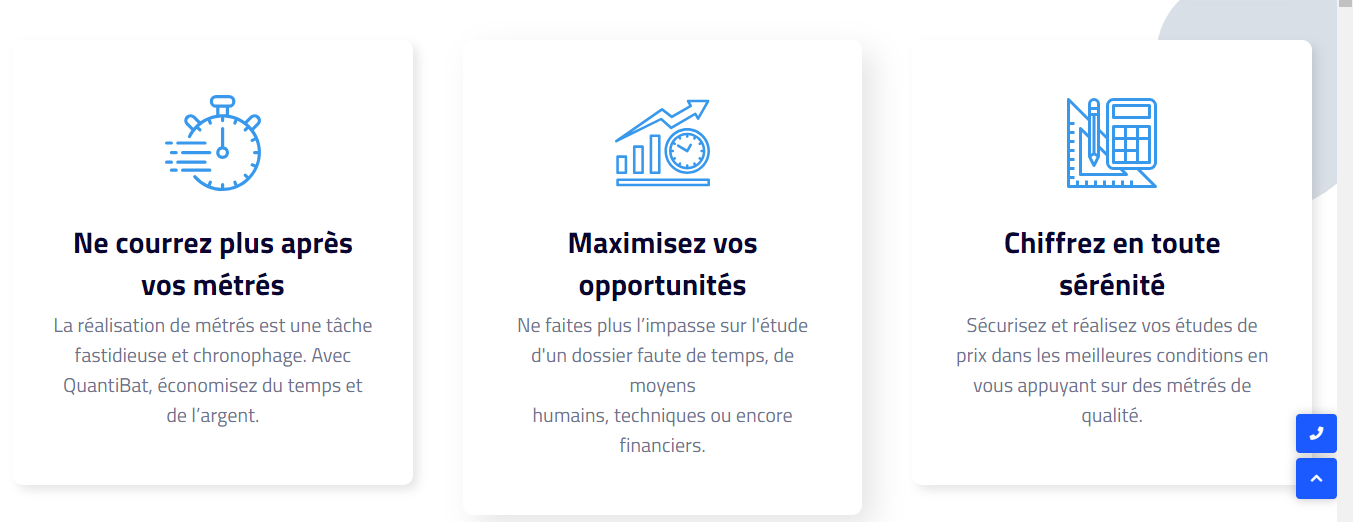 Ne courrez plus après
vos métrés
La réalisation de métrés est une tâche
fastidieuse et chronophage. Avec
QuantiBat, économisez du temps et
de l’argent.
Maximisez vos
opportunités
Ne faites plus l’impasse sur l'étude
d'un dossier faute de temps, de
moyens
humains, techniques ou encore
financiers.
Chiffrez en toute
sérénité
Sécurisez et réalisez vos études de
prix dans les meilleures conditions en
vous appuyant sur des métrés de
qualité.